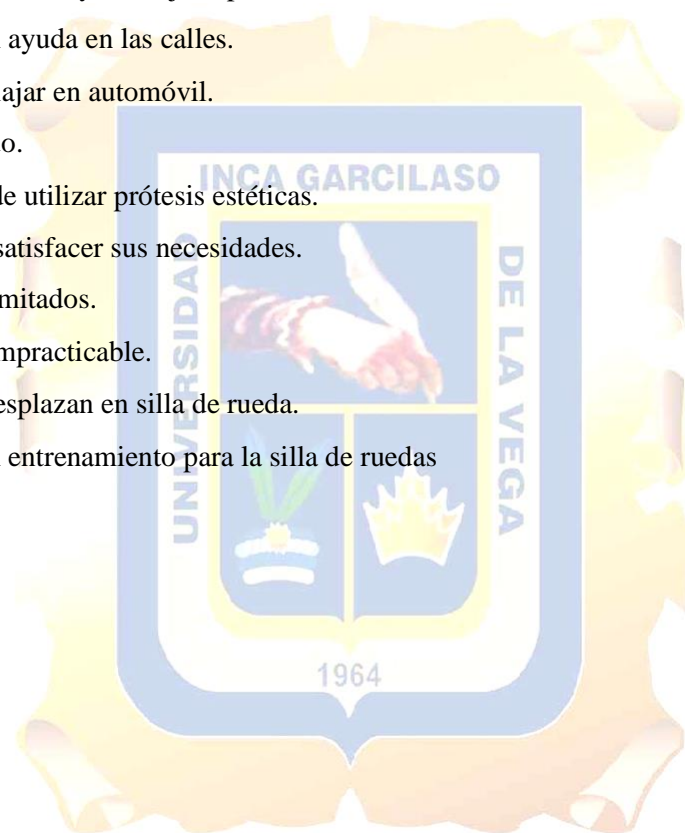 ayuda en las calles.
ajar en automóvil.
o.
de utilizar prótesis estéticas.
satisfacer sus necesidades.
mitados.
mpracticable.
esplazan en silla de rueda.
entrenamiento para la silla de ruedas
INCA GARCILASO
UNIVERSIDAD
DE LA VEGA
1964